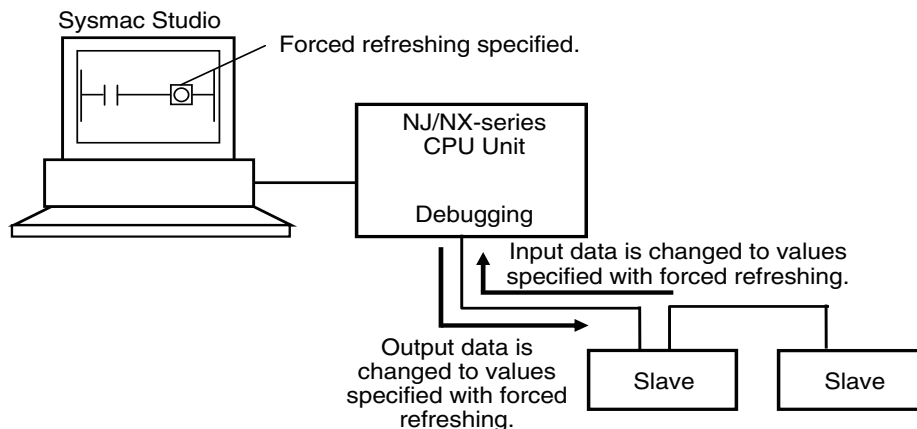 Sysmac Studio
Forced refreshing specified.
NJ/NX-series
CPU Unit
Debugging
Input data is changed to values
specified with forced refreshing.
Output data is
changed to values
specified with forced
refreshing.
Slave
Slave